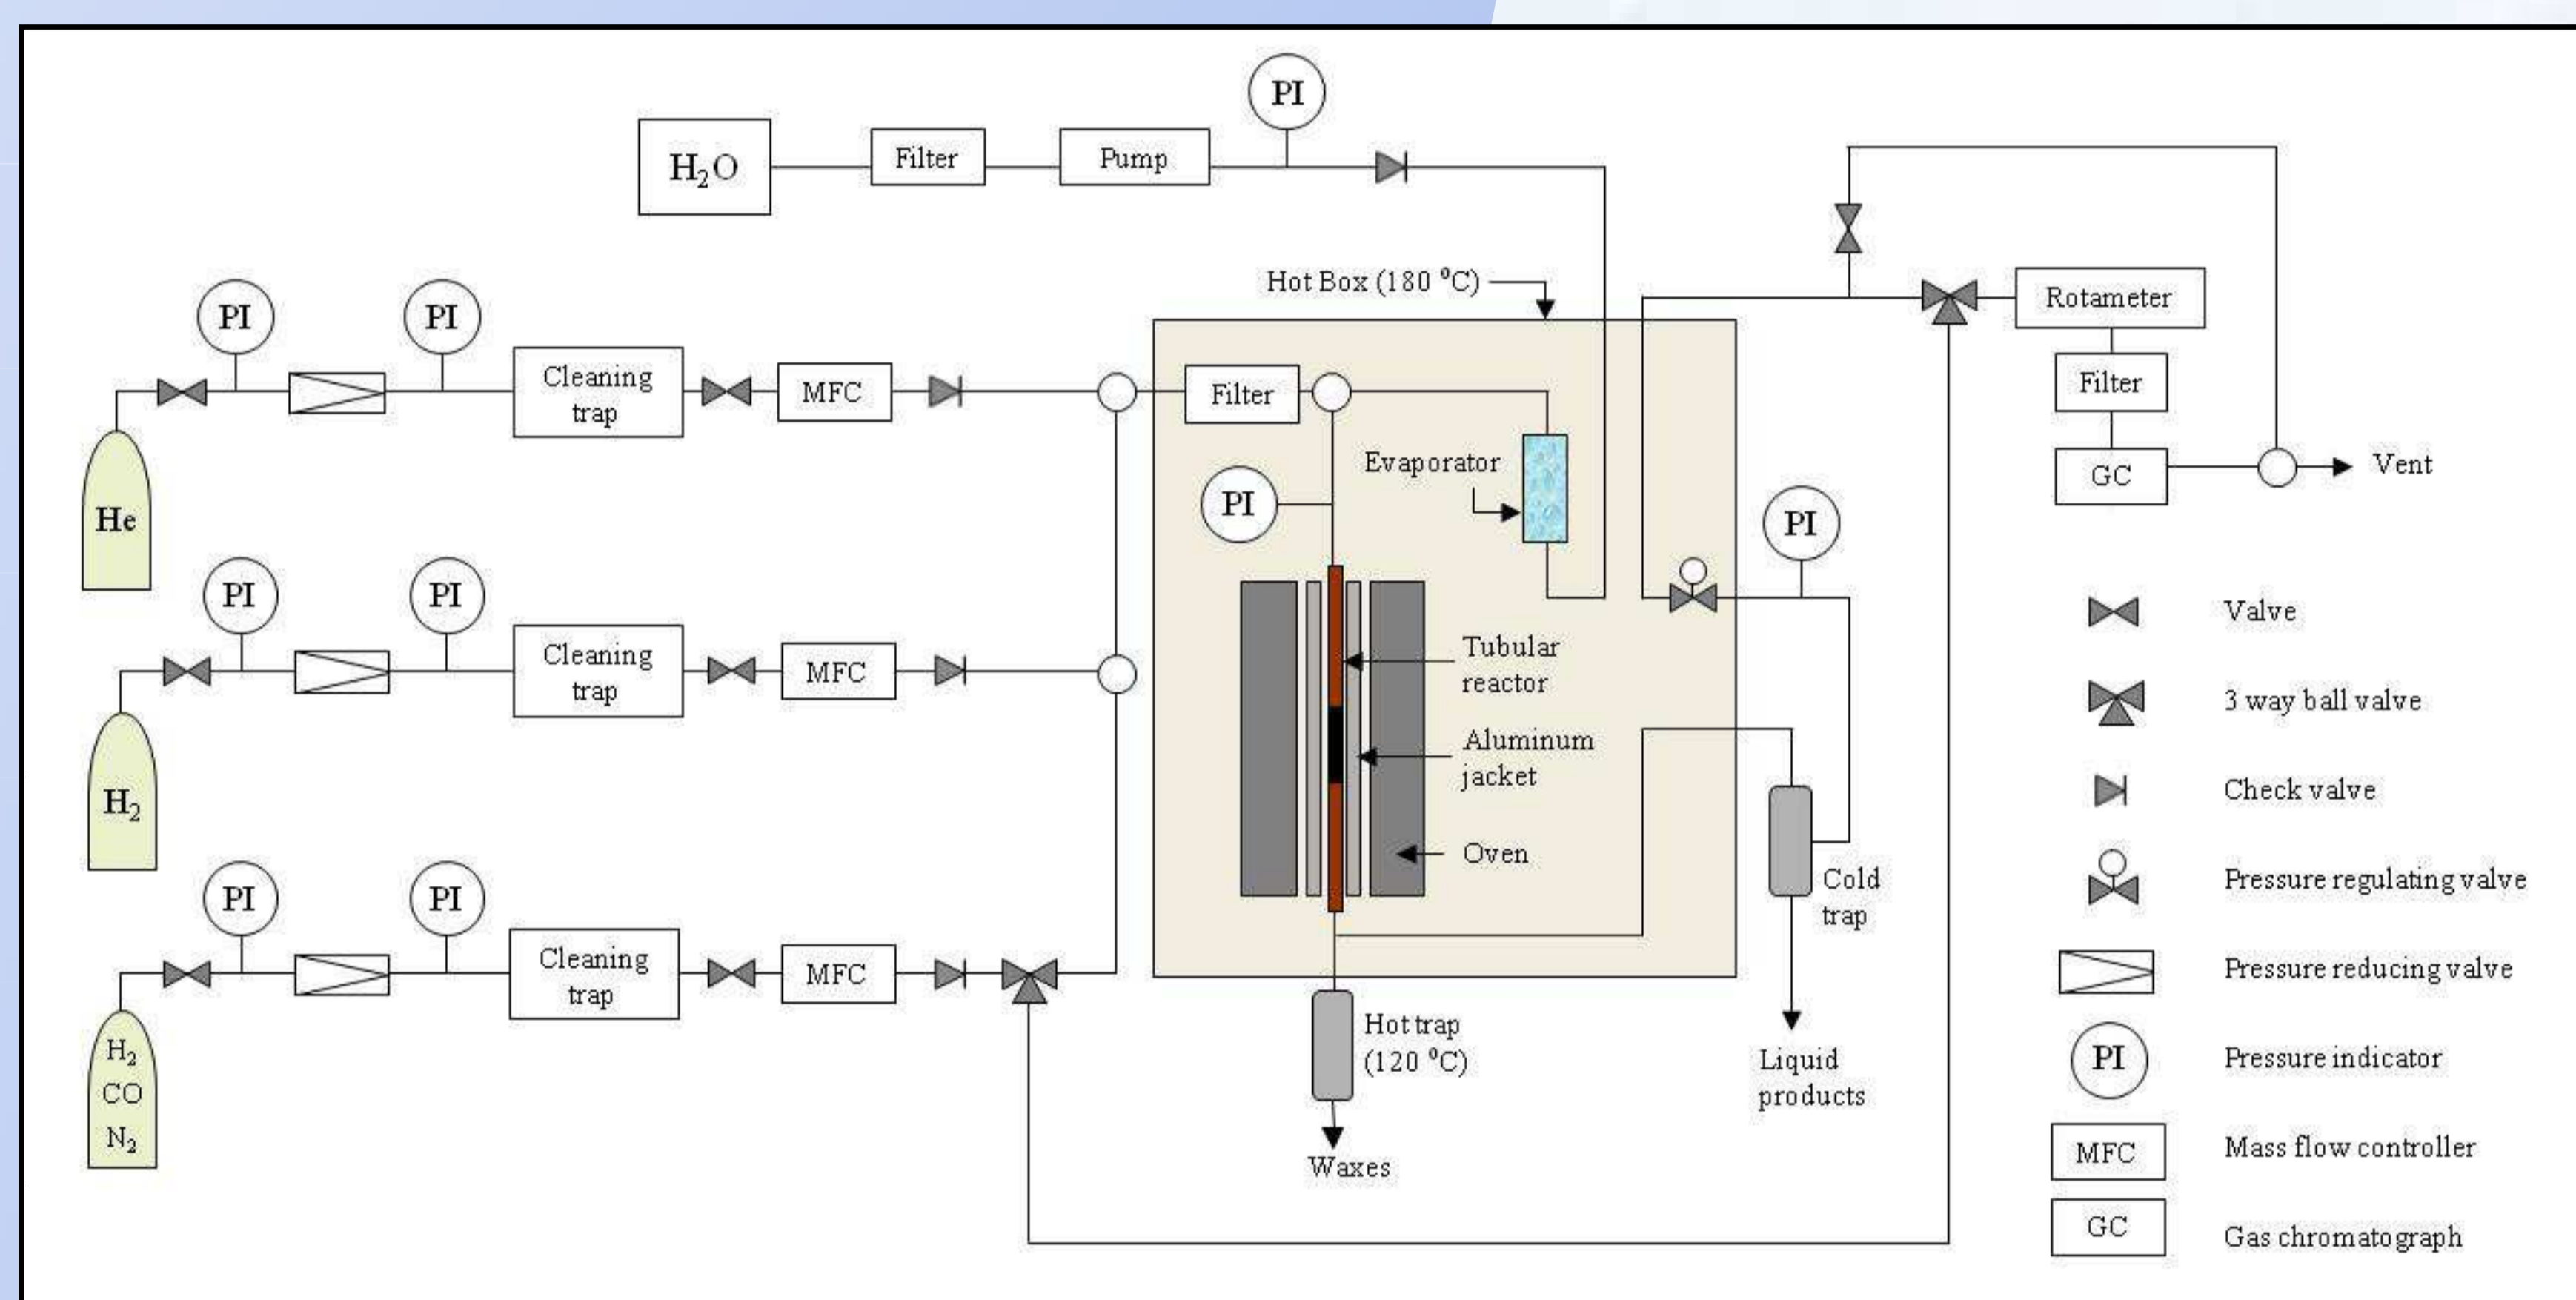 PI
H₂O
Filter
Pump
Hot Box (180 ⁰C)
PI
PI
Cleaning
trap
MFC
Filter
Rotameter
Filter
GC
Vent
He
Evaporator
PI
PI
PI
PI
Cleaning
trap
MFC
H₂
Tubular
reactor
Aluminum
jacket
Oven
Cold
trap
PI
PI
Cleaning
trap
MFC
H₂
CO
N₂
Hot trap
(120 ⁰C)
Waxes
Liquid
products
Valve
3 way ball valve
Check valve
Pressure regulating valve
Pressure reducing valve
PI
Pressure indicator
MFC
Mass flow controller
GC
Gas chromatograph